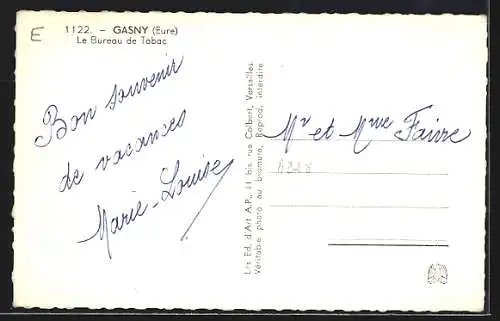 E
1122. — GASNY (Eure)
Le Bureau de Tabac
Bon souvenir
de vacances
Marie-Louise
Les Ed. d'Art A.P., 11 bis rue Colbert, Versailles
Véritable photo au bromure, Reprod. interdite
Mr et Mme Faivre